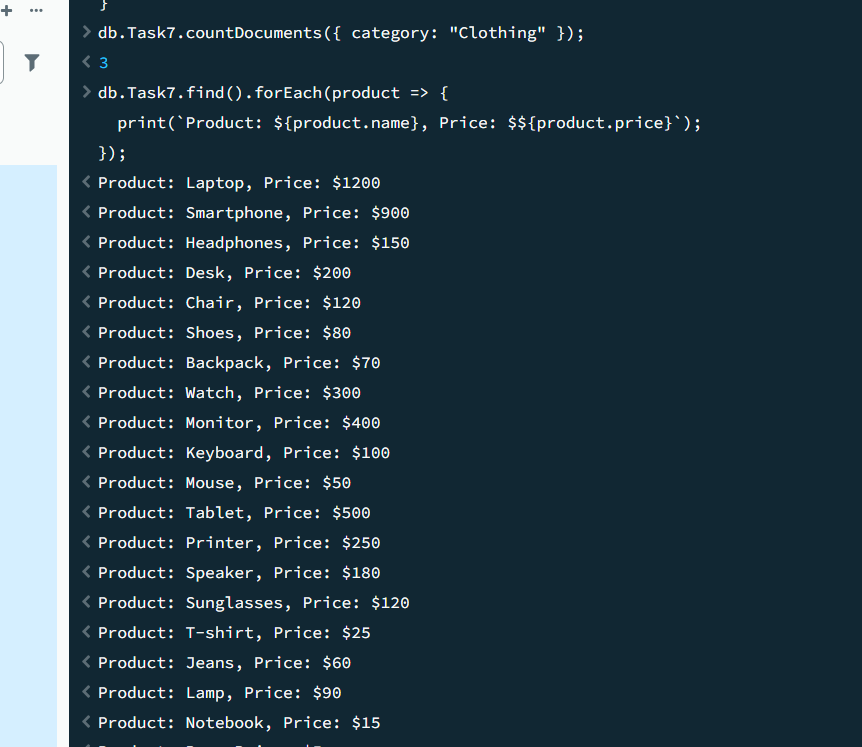 }
db.Task7.countDocuments({ category: "Clothing" });
3
db.Task7.find().forEach(product => {
  print(`Product: ${product.name}, Price: $${product.price}`);
});
Product: Laptop, Price: $1200
Product: Smartphone, Price: $900
Product: Headphones, Price: $150
Product: Desk, Price: $200
Product: Chair, Price: $120
Product: Shoes, Price: $80
Product: Backpack, Price: $70
Product: Watch, Price: $300
Product: Monitor, Price: $400
Product: Keyboard, Price: $100
Product: Mouse, Price: $50
Product: Tablet, Price: $500
Product: Printer, Price: $250
Product: Speaker, Price: $180
Product: Sunglasses, Price: $120
Product: T-shirt, Price: $25
Product: Jeans, Price: $60
Product: Lamp, Price: $90
Product: Notebook, Price: $15